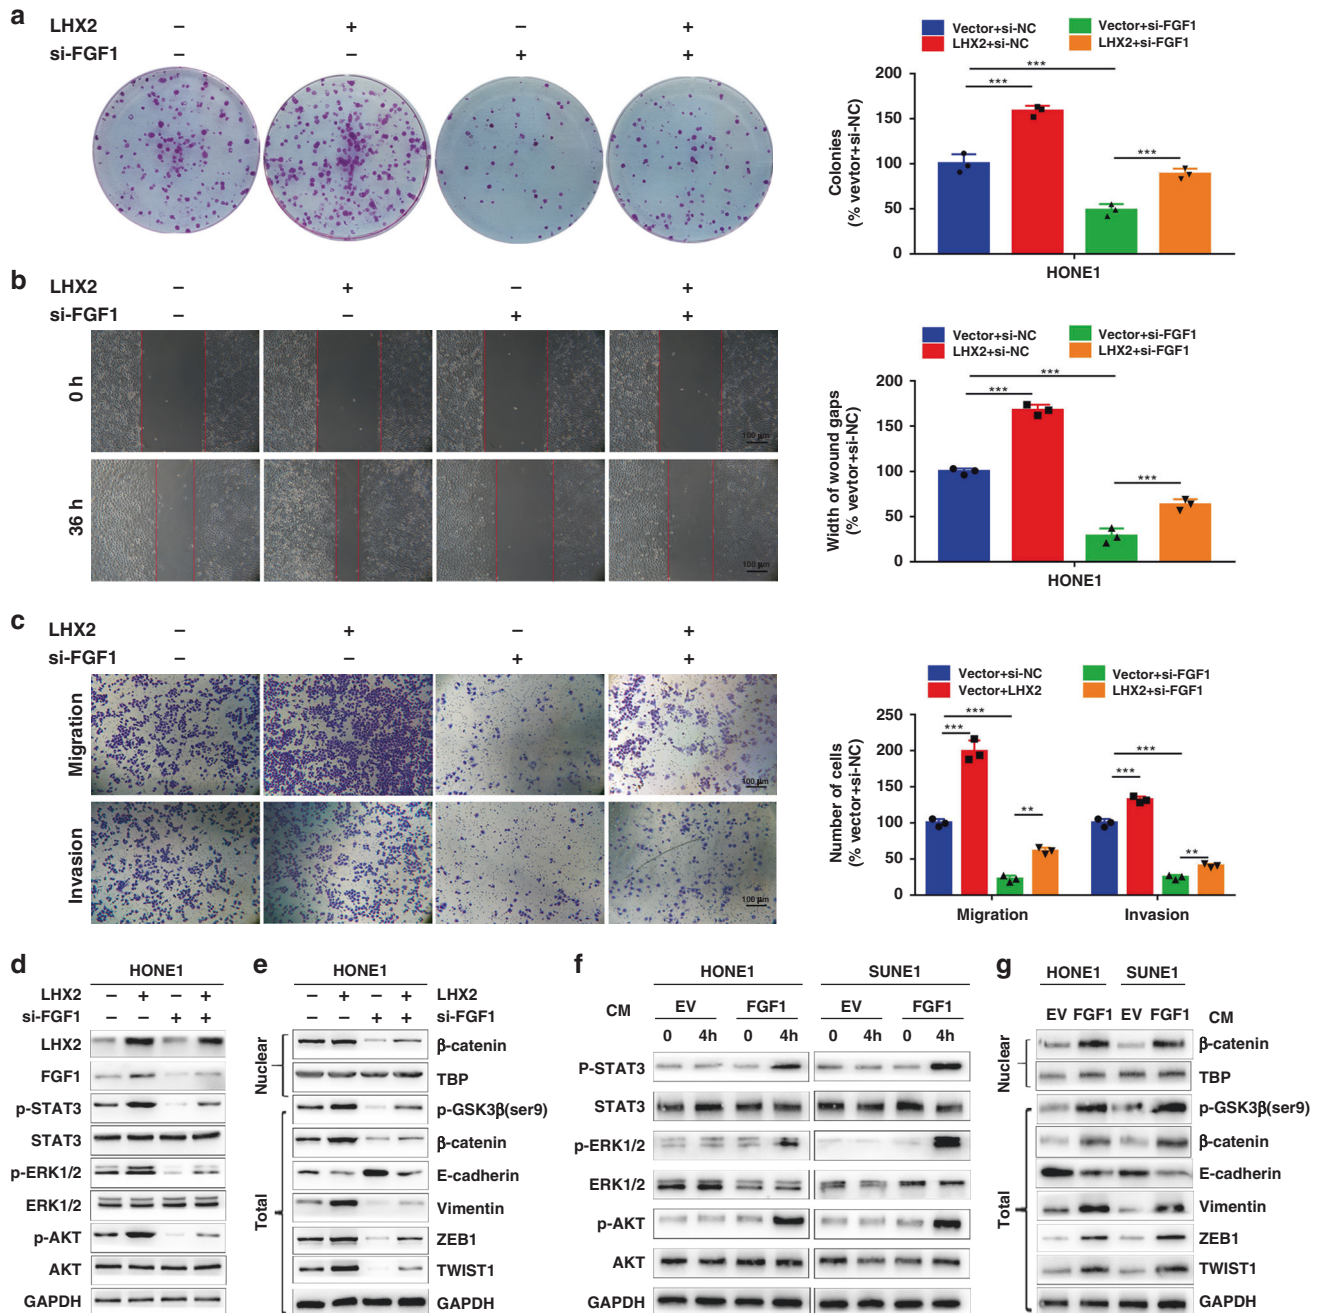 a
LHX2 – + – +
si-FGF1 – – + +
Vector+si-NC
LHX2+si-NC
Vector+si-FGF1
LHX2+si-FGF1
Colonies
(% vevtor+si-NC)
200
150
100
50
0
***
***
***
HONE1
b
LHX2 – + – +
si-FGF1 – – + +
0 h
100 μm
36 h
100 μm
Vector+si-NC
LHX2+si-NC
Vector+si-FGF1
LHX2+si-FGF1
Width of wound gaps
(% vevtor+si-NC)
200
150
100
50
0
***
***
***
HONE1
c
LHX2 – + – +
si-FGF1 – – + +
Migration
100 μm
Invasion
100 μm
Vector+si-NC
Vector+LHX2
Vector+si-FGF1
LHX2+si-FGF1
Number of cells
(% vector+si-NC)
250
200
150
100
50
0
***
***
**
***
***
**
Migration Invasion
d
HONE1
LHX2 – + – +
si-FGF1 – – + +
LHX2
FGF1
p-STAT3
STAT3
p-ERK1/2
ERK1/2
p-AKT
AKT
GAPDH
e
HONE1
– + – + LHX2
– – + + si-FGF1
Nuclear
β-catenin
TBP
Total
p-GSK3β(ser9)
β-catenin
E-cadherin
Vimentin
ZEB1
TWIST1
GAPDH
f
HONE1 SUNE1
CM EV FGF1 EV FGF1
0 4h 0 4h 0 4h 0 4h
P-STAT3
STAT3
p-ERK1/2
ERK1/2
p-AKT
AKT
GAPDH
g
HONE1 SUNE1
EV FGF1 EV FGF1 CM
Nuclear
β-catenin
TBP
Total
p-GSK3β(ser9)
β-catenin
E-cadherin
Vimentin
ZEB1
TWIST1
GAPDH